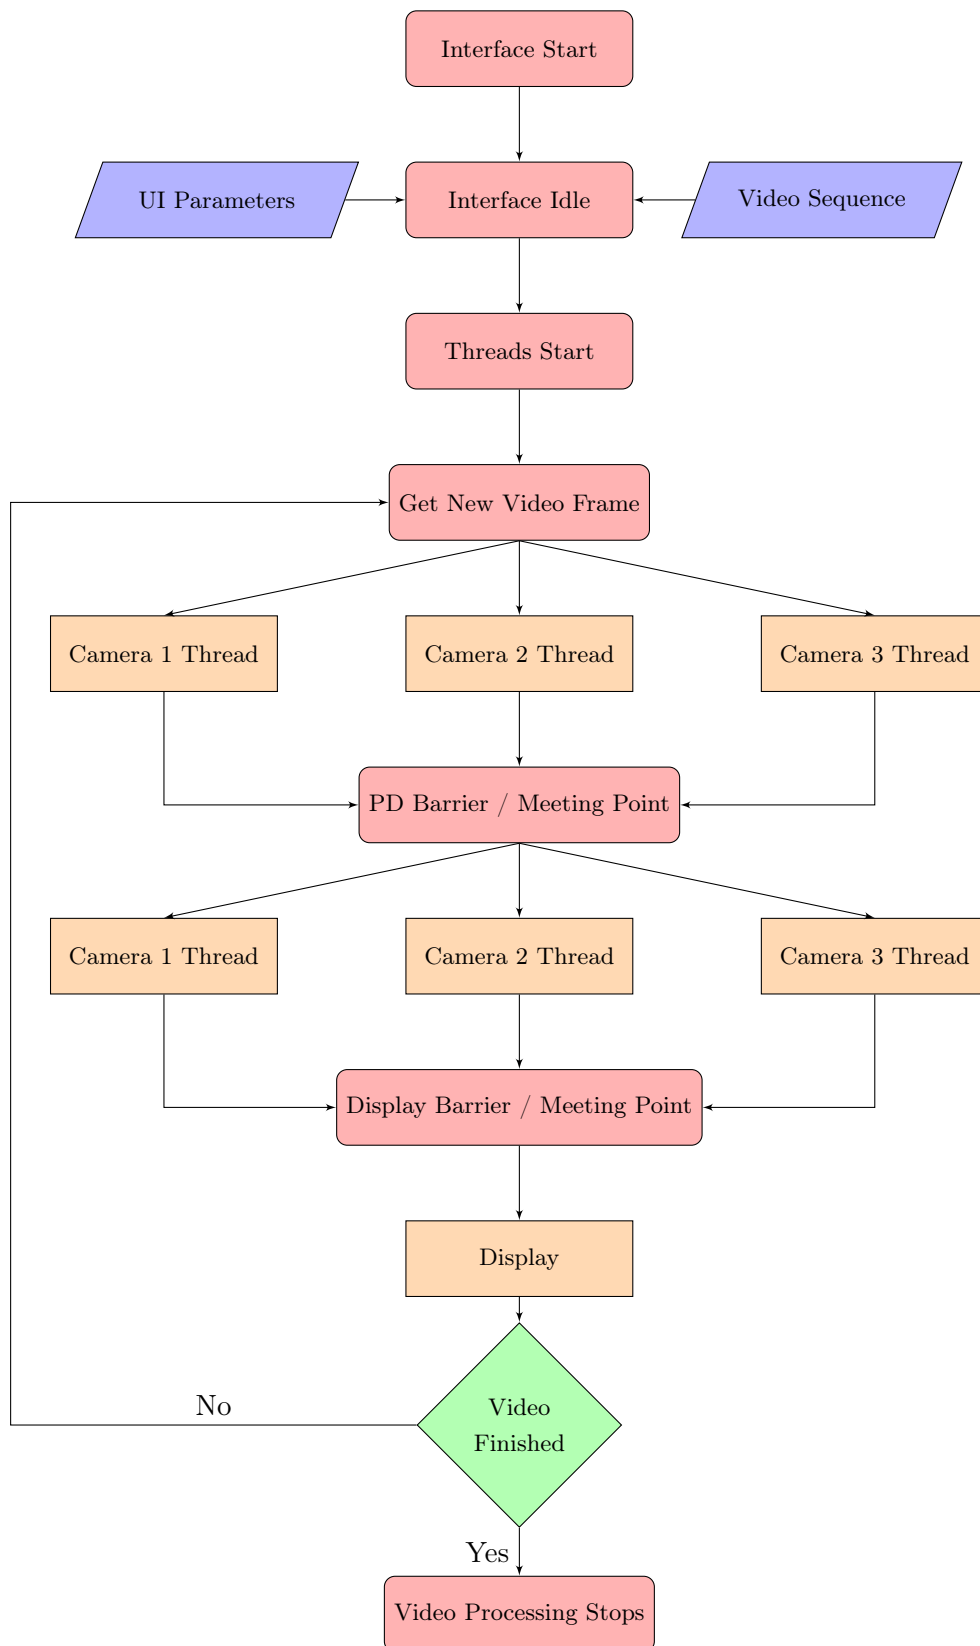 Interface Start
UI Parameters
Interface Idle
Video Sequence
Threads Start
Get New Video Frame
Camera 1 Thread
Camera 2 Thread
Camera 3 Thread
PD Barrier / Meeting Point
Camera 1 Thread
Camera 2 Thread
Camera 3 Thread
Display Barrier / Meeting Point
Display
No
Video
Finished
Yes
Video Processing Stops